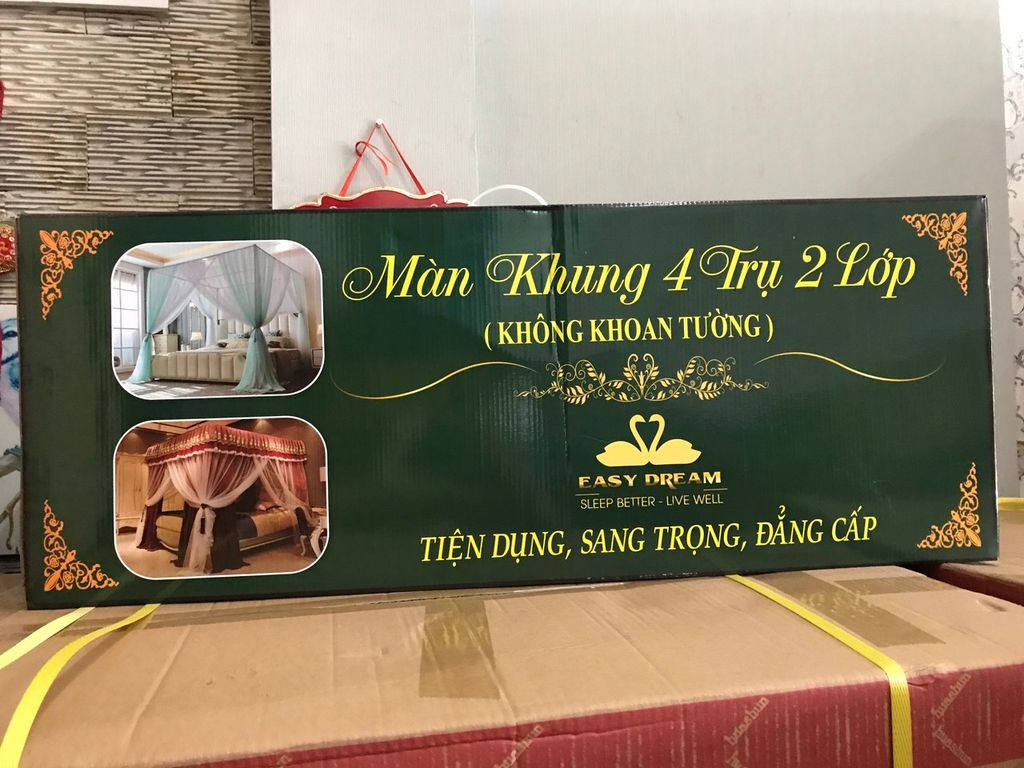 Màn Khung 4 Trụ 2 Lớp
( KHÔNG KHOAN TƯỜNG )
EASY DREAM
SLEEP BETTER - LIVE WELL
TIỆN DỤNG, SANG TRỌNG, ĐẲNG CẤP